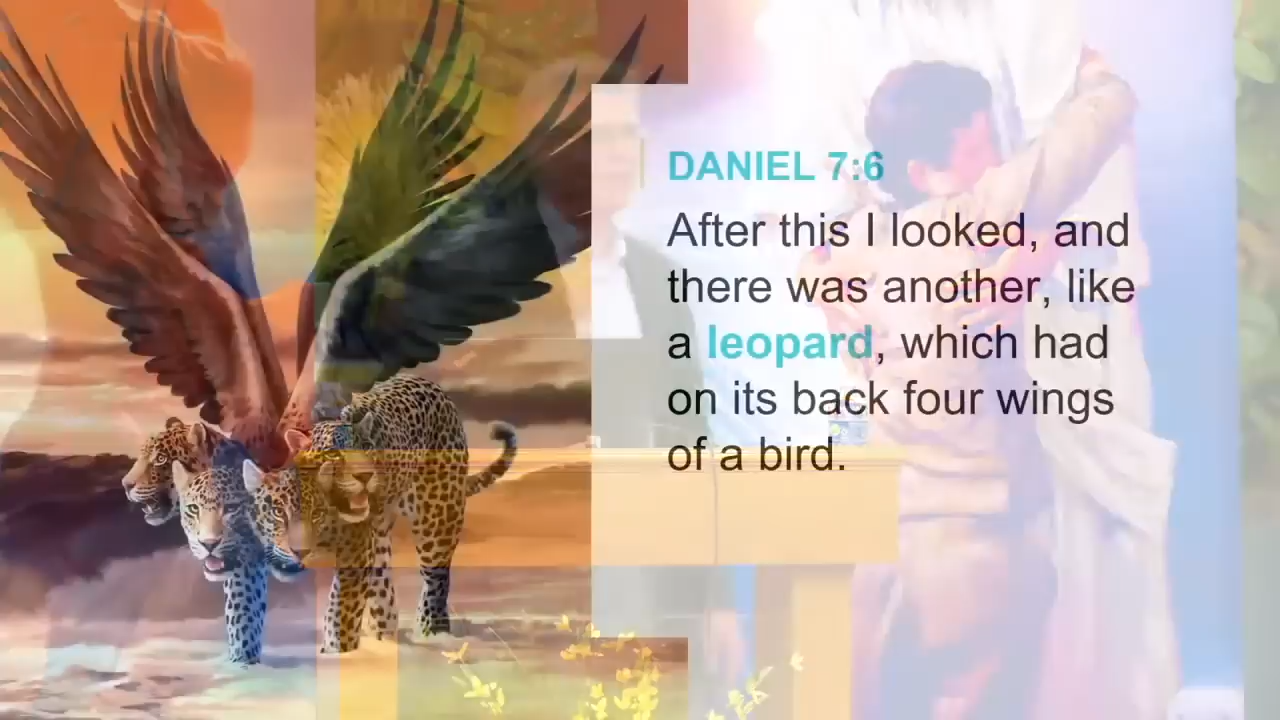 DANIEL 7:6
After this I looked, and
there was another, like
a leopard, which had
on its back four wings
of a bird.